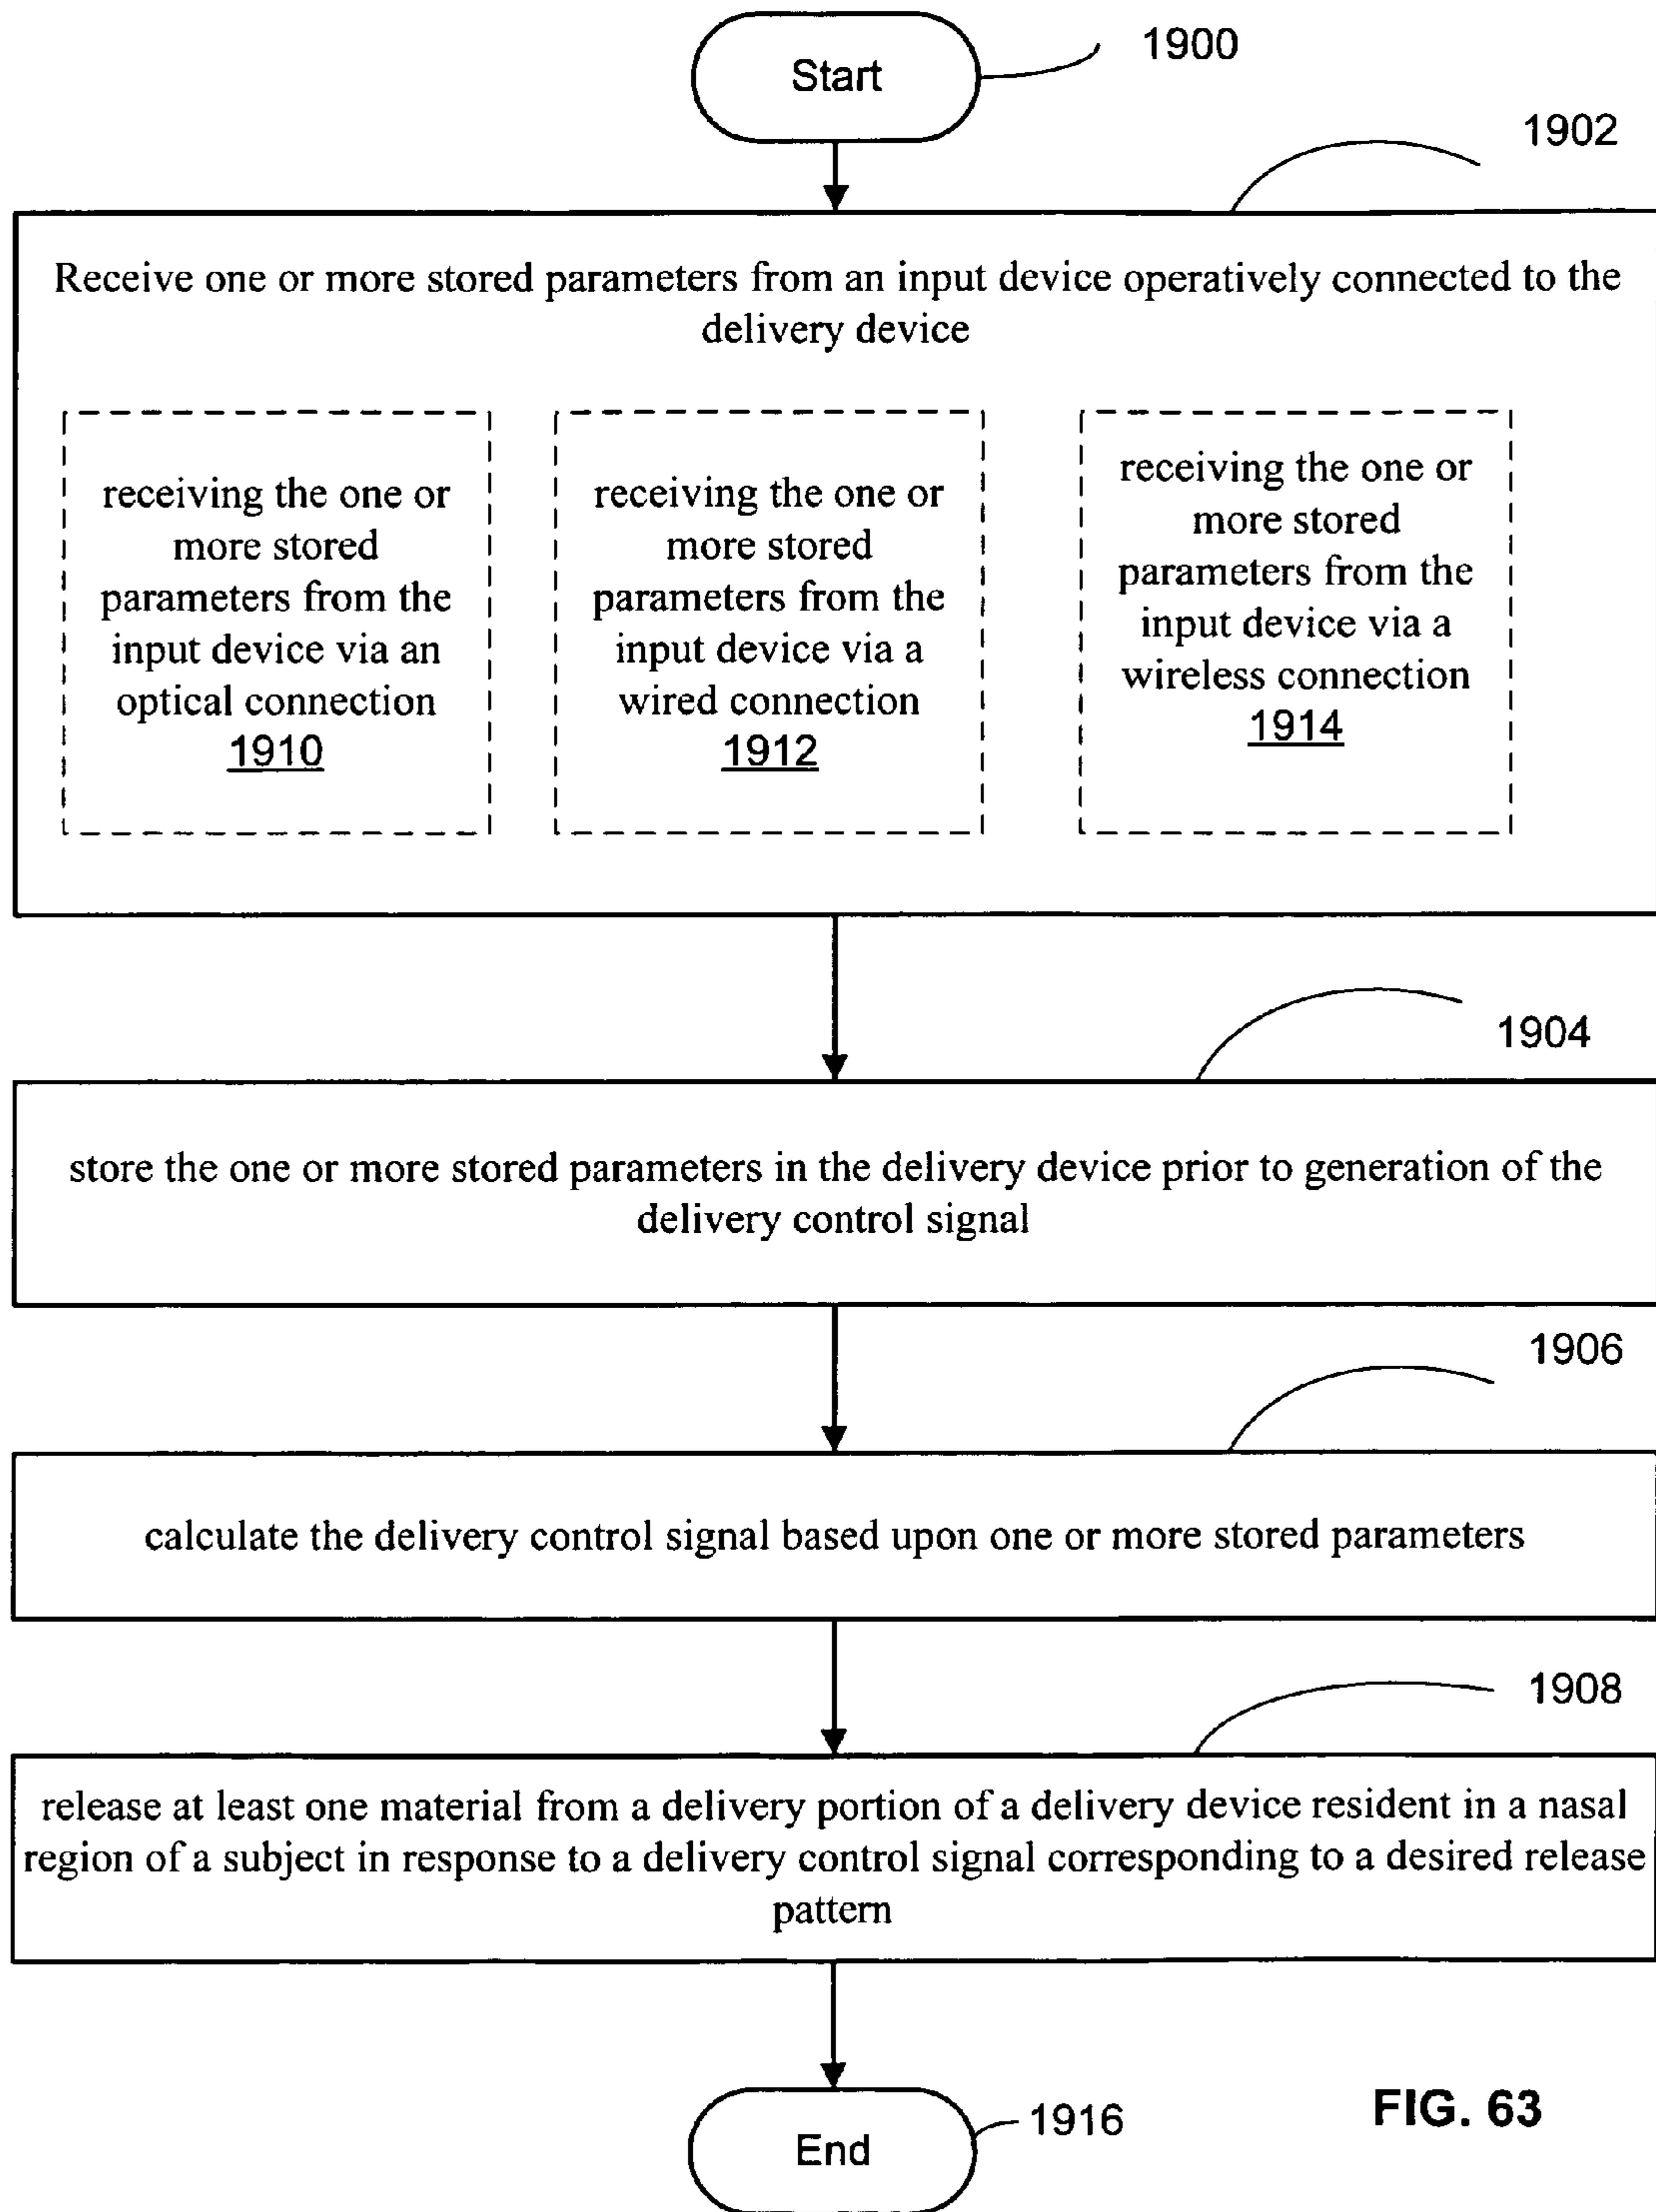 Start
1900
1902
Receive one or more stored parameters from an input device operatively connected to the
delivery device
receiving the one or
more stored
parameters from the
input device via an
optical connection
1910
receiving the one or
more stored
parameters from the
input device via a
wired connection
1912
receiving the one or
more stored
parameters from the
input device via a
wireless connection
1914
1904
store the one or more stored parameters in the delivery device prior to generation of the
delivery control signal
1906
calculate the delivery control signal based upon one or more stored parameters
1908
release at least one material from a delivery portion of a delivery device resident in a nasal
region of a subject in response to a delivery control signal corresponding to a desired release
pattern
End
1916
FIG. 63